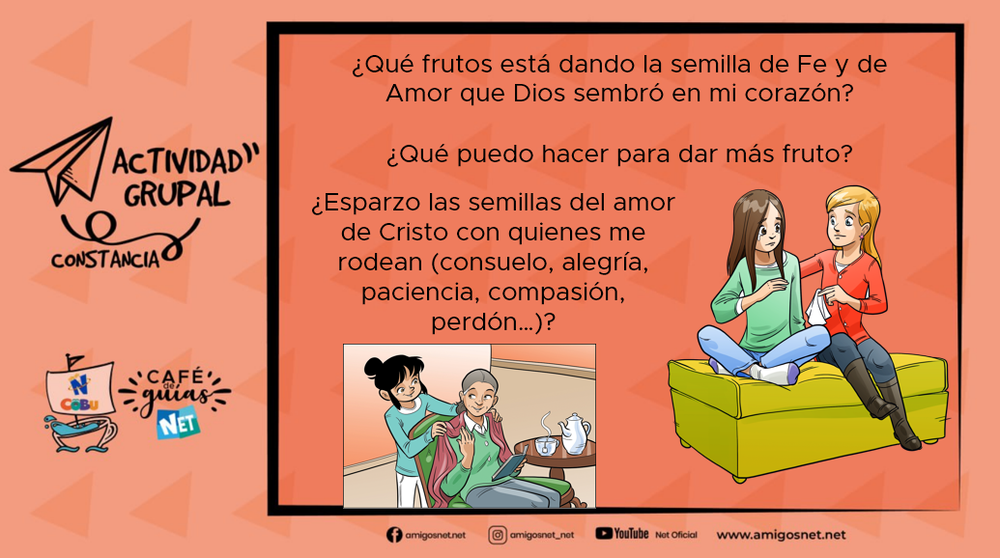 ¿Qué frutos está dando la semilla de Fe y de
Amor que Dios sembró en mi corazón?
¿Qué puedo hacer para dar más fruto?
¿Esparzo las semillas del amor
de Cristo con quienes me
rodean (consuelo, alegría,
paciencia, compasión,
perdón...)?
ACTIVIDAD"
GRUPAL
CONSTANCIA
N
COBU
CAFÉ
de
guías
NET
amigosnet.net
amigosnet_net
YouTube Net Oficial
www.amigosnet.net